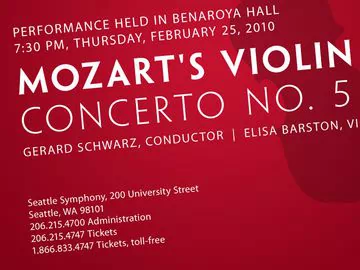 PERFORMANCE HELD IN BENAROYA HALL
7:30 PM, THURSDAY, FEBRUARY 25, 2010
MOZART'S VIOLIN
CONCERTO NO. 5
GERARD SCHWARZ, CONDUCTOR | ELISA BARSTON, VI
Seattle Symphony, 200 University Street
Seattle, WA 98101
206.215.4700 Administration
206.215.4747 Tickets
1.866.833.4747 Tickets, toll-free